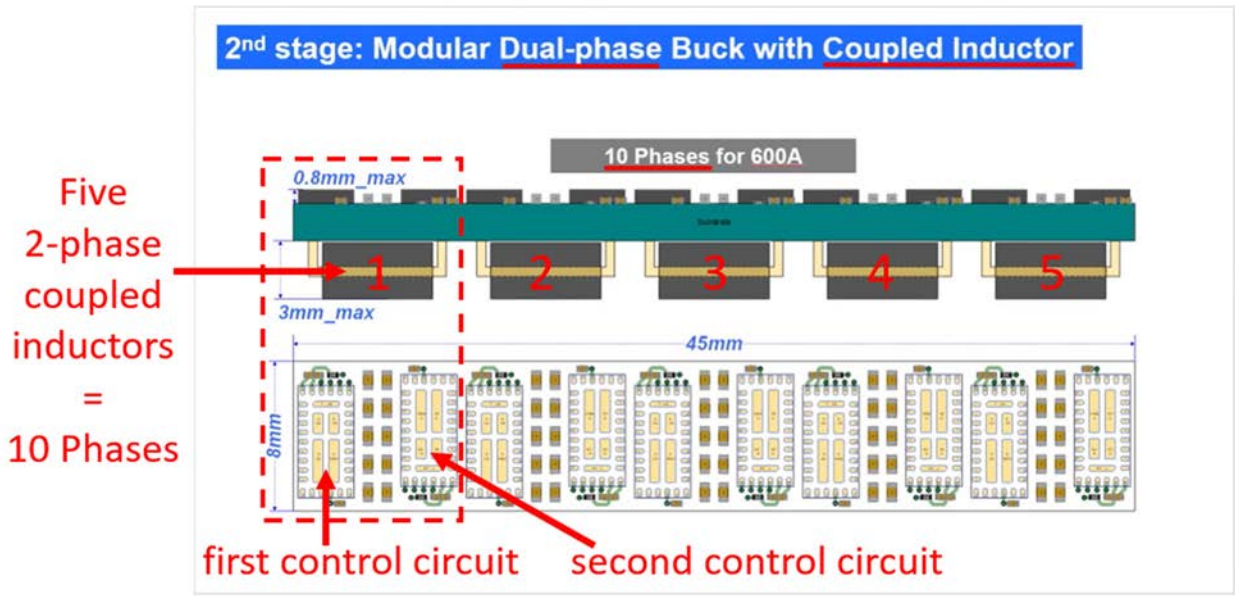 2nd stage: Modular Dual-phase Buck with Coupled Inductor
10 Phases for 600A
0.8mm_max
Five
2-phase
coupled
inductors
=
10 Phases
1
2
3
4
5
3mm_max
45mm
8mm
first control circuit
second control circuit